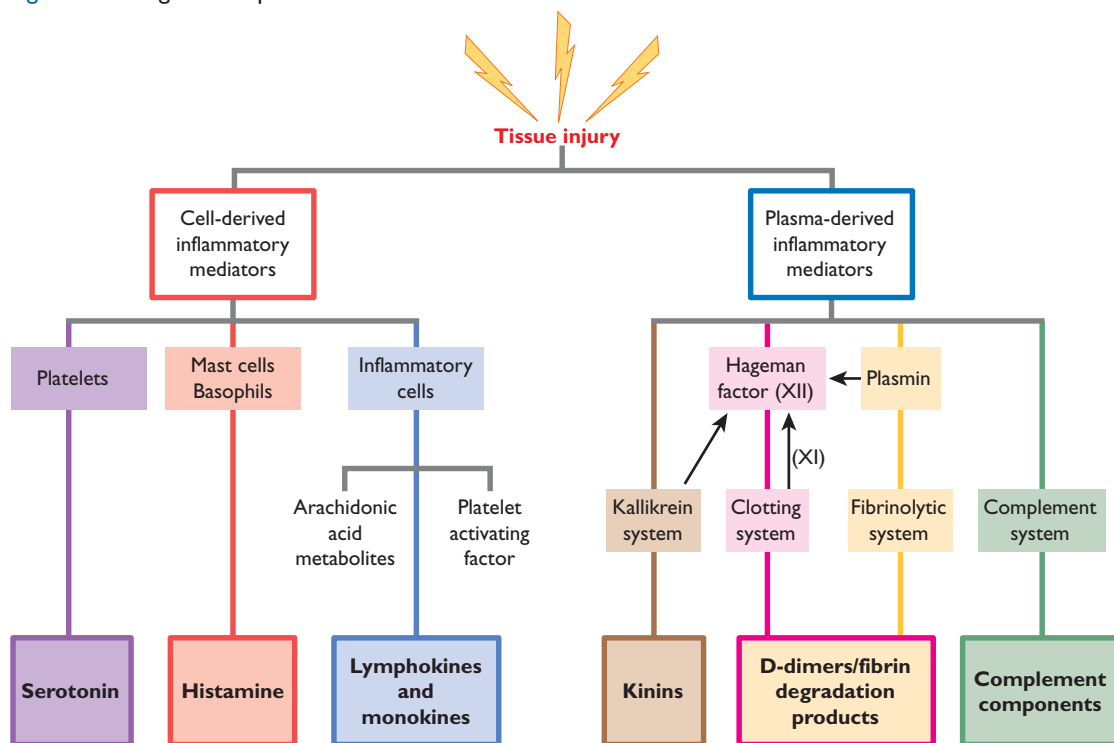 Tissue injury
Cell-derived
inflammatory
mediators
Plasma-derived
inflammatory
mediators
Platelets
Mast cells
Basophils
Inflammatory
cells
Hageman
factor (XII)
Plasmin
(XI)
Arachidonic
acid
metabolites
Platelet
activating
factor
Kallikrein
system
Clotting
system
Fibrinolytic
system
Complement
system
Serotonin
Histamine
Lymphokines
and
monokines
Kinins
D-dimers/fibrin
degradation
products
Complement
components